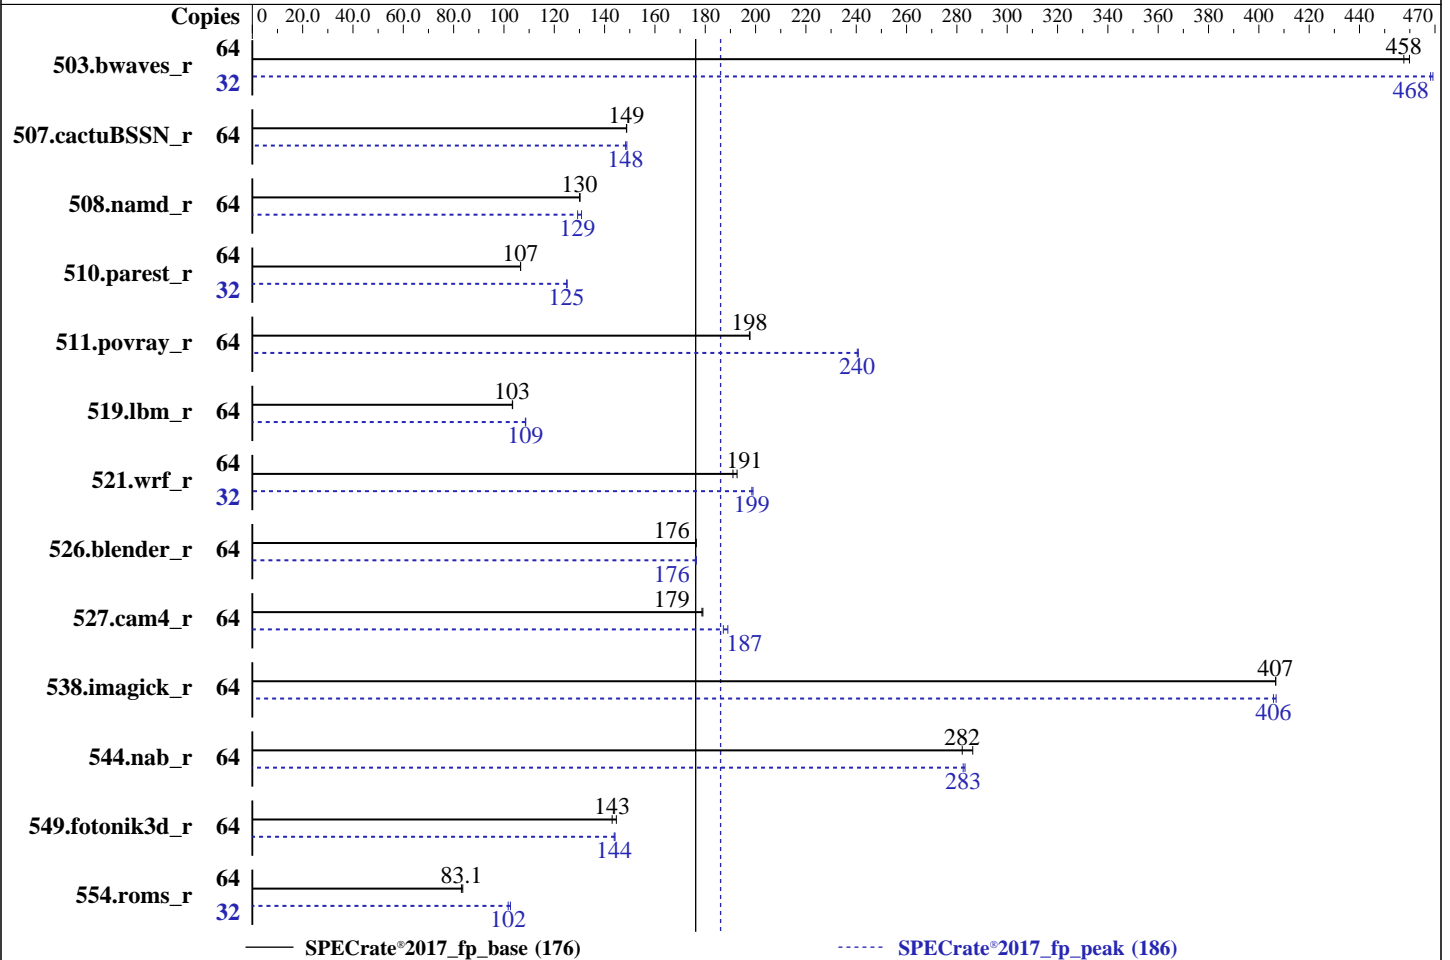 Copies 0 20.0 40.0 60.0 80.0 100 120 140 160 180 200 220 240 260 280 300 320 340 360 380 400 420 440 470
503.bwaves_r 64 458
32 468
507.cactuBSSN_r 64 149
148
508.namd_r 64 130
129
510.parest_r 64 107
32 125
511.povray_r 64 198
240
519.lbm_r 64 103
109
521.wrf_r 64 191
32 199
526.blender_r 64 176
176
527.cam4_r 64 179
187
538.imagick_r 64 407
406
544.nab_r 64 282
283
549.fotonik3d_r 64 143
144
554.roms_r 64 83.1
32 102
SPECrate®2017_fp_base (176) SPECrate®2017_fp_peak (186)